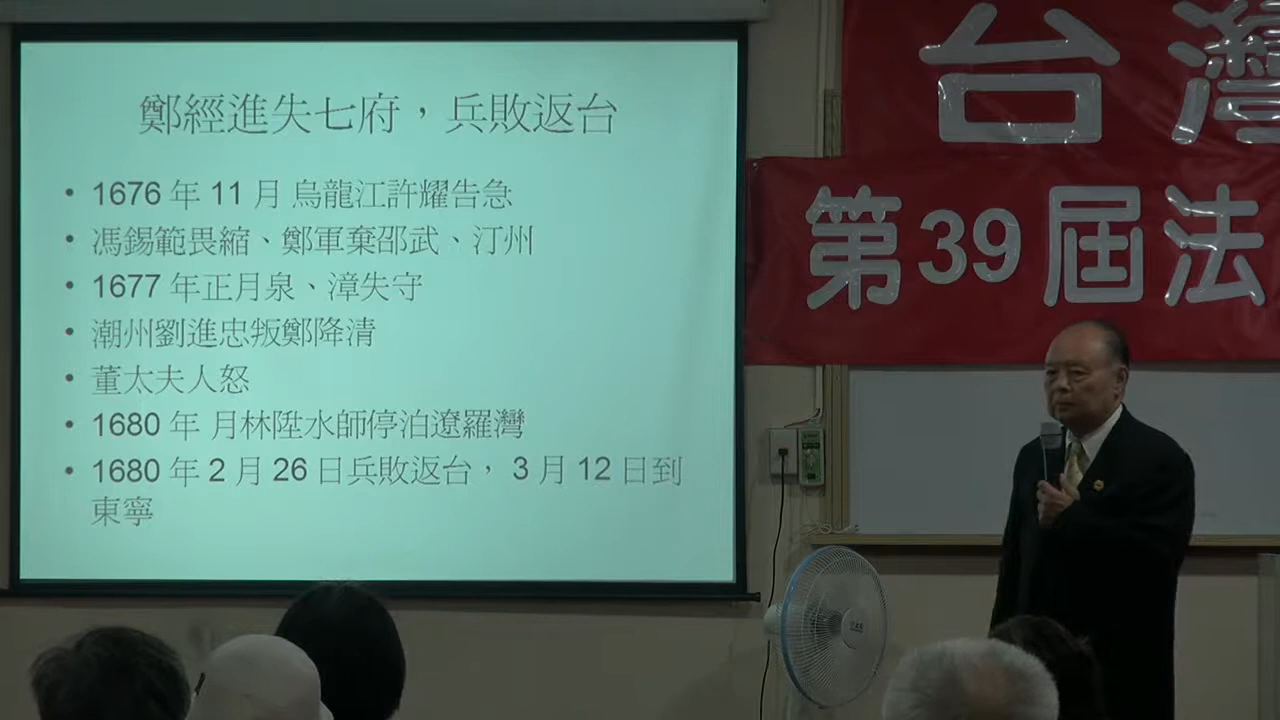 鄭經進失七府，兵敗返台
• 1676 年 11 月 烏龍江許耀告急
• 馮錫範畏縮、鄭軍棄邵武、汀州
• 1677 年正月泉、漳失守
• 潮州劉進忠叛鄭降清
• 董太夫人怒
• 1680 年 月林陞水師停泊遼羅灣
• 1680 年 2 月 26 日兵敗返台， 3 月 12 日到
東寧
台灣
第39屆法